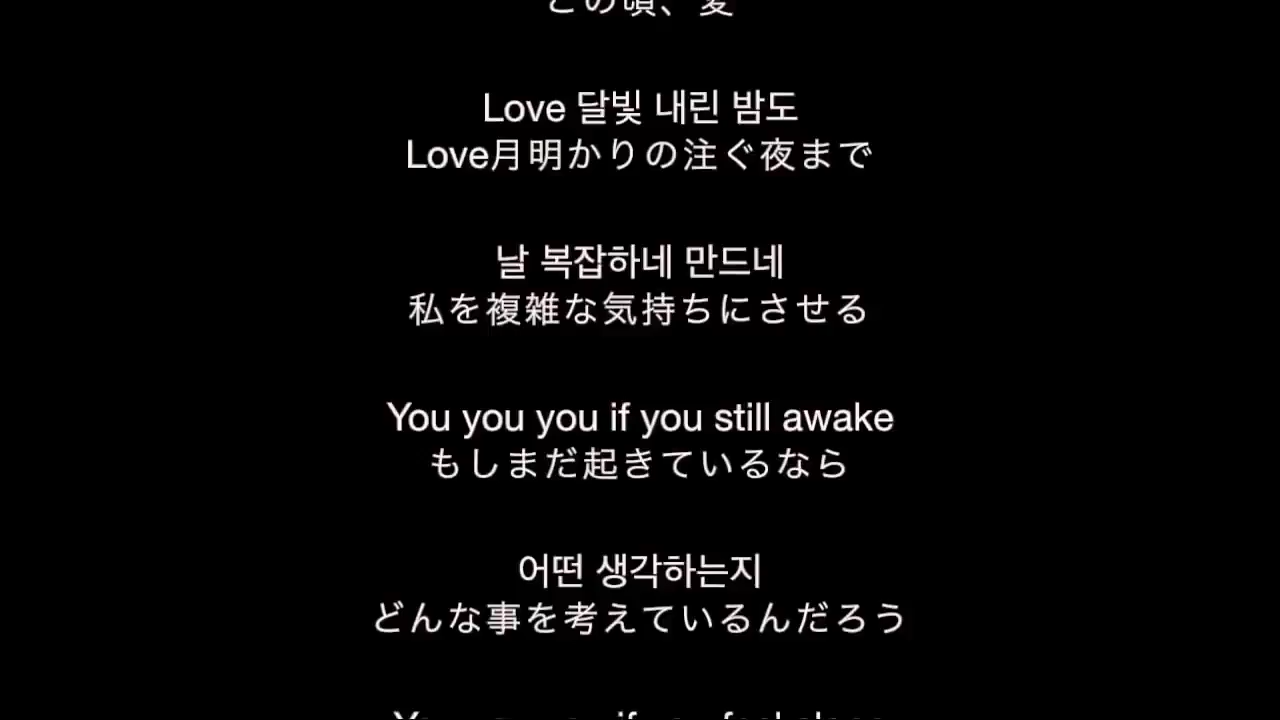 この頃、愛
Love 달빛 내린 밤도
Love月明かりの注ぐ夜まで
날 복잡하네 만드네
私を複雑な気持ちにさせる
You you you if you still awake
もしまだ起きているなら
어떤 생각하는지
どんな事を考えているんだろう